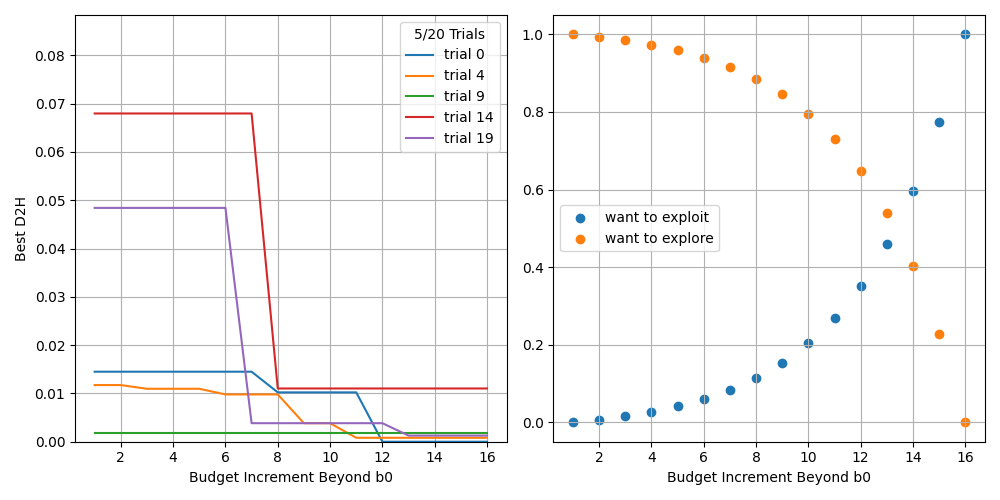 Best D2H
0.08
0.07
0.06
0.05
0.04
0.03
0.02
0.01
0.00
2 4 6 8 10 12 14 16
Budget Increment Beyond b0
5/20 Trials
trial 0
trial 4
trial 9
trial 14
trial 19
1.0
0.8
0.6
0.4
0.2
0.0
2 4 6 8 10 12 14 16
Budget Increment Beyond b0
want to exploit
want to explore